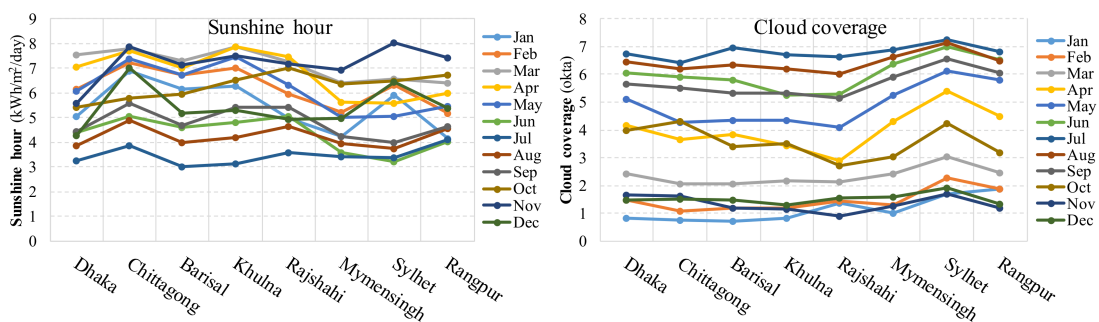 Sunshine hour
Sunshine hour (kWh/m²/day)
9
8
7
6
5
4
3
2
1
0
Dhaka
Chittagong
Barisal
Khulna
Rajshahi
Mymensingh
Sylhet
Rangpur
Jan
Feb
Mar
Apr
May
Jun
Jul
Aug
Sep
Oct
Nov
Dec
Cloud coverage
Cloud coverage (okta)
8
7
6
5
4
3
2
1
0
Dhaka
Chittagong
Barisal
Khulna
Rajshahi
Mymensingh
Sylhet
Rangpur
Jan
Feb
Mar
Apr
May
Jun
Jul
Aug
Sep
Oct
Nov
Dec